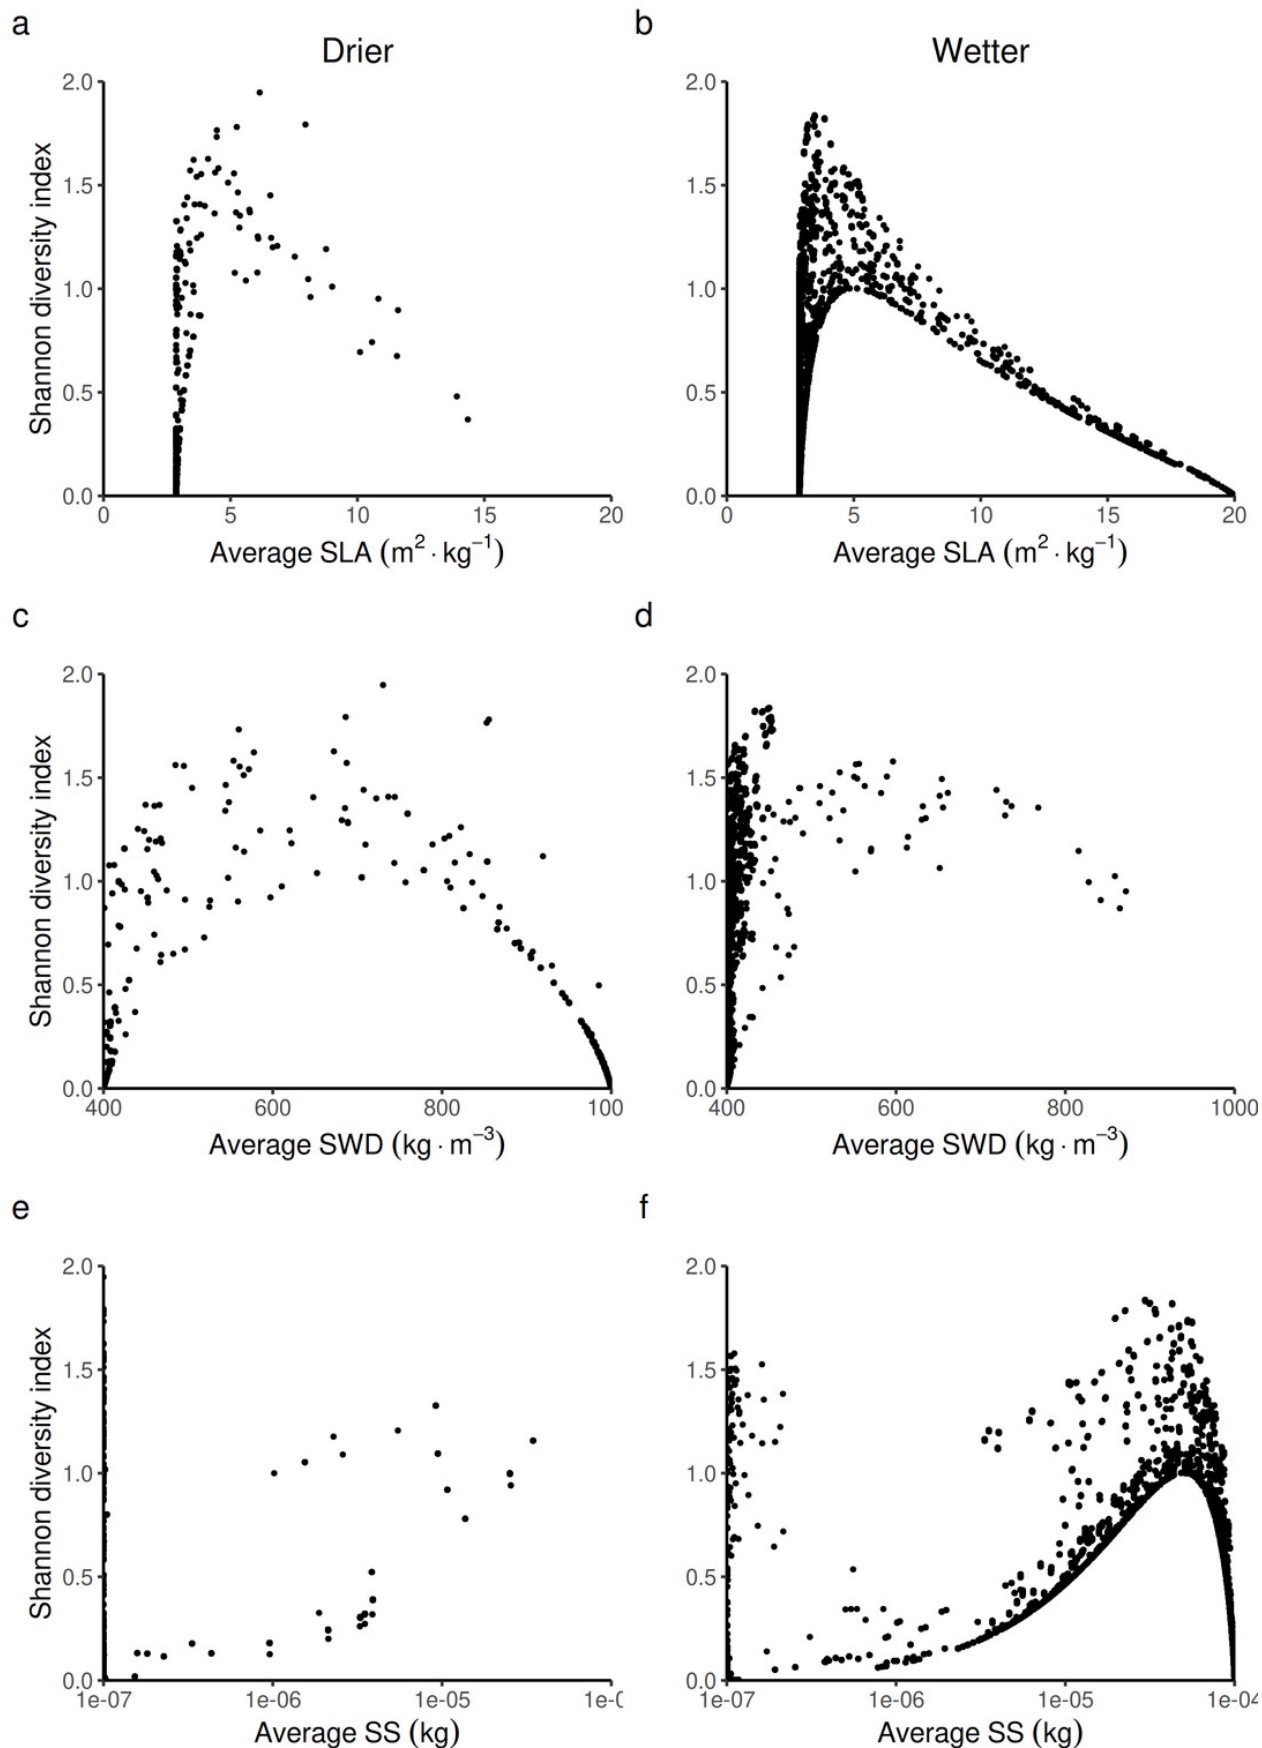 a
b
Drier
Wetter
Shannon diversity index
2.0
1.5
1.0
0.5
0.0
0 5 10 15 20
Average SLA (m² · kg⁻¹)
2.0
1.5
1.0
0.5
0.0
0 5 10 15 20
Average SLA (m² · kg⁻¹)
c
d
Shannon diversity index
2.0
1.5
1.0
0.5
0.0
400 600 800 100
Average SWD (kg · m⁻³)
2.0
1.5
1.0
0.5
0.0
400 600 800 1000
Average SWD (kg · m⁻³)
e
f
Shannon diversity index
2.0
1.5
1.0
0.5
0.0
1e-07 1e-06 1e-05 1e-0
Average SS (kg)
2.0
1.5
1.0
0.5
0.0
1e-07 1e-06 1e-05 1e-04
Average SS (kg)